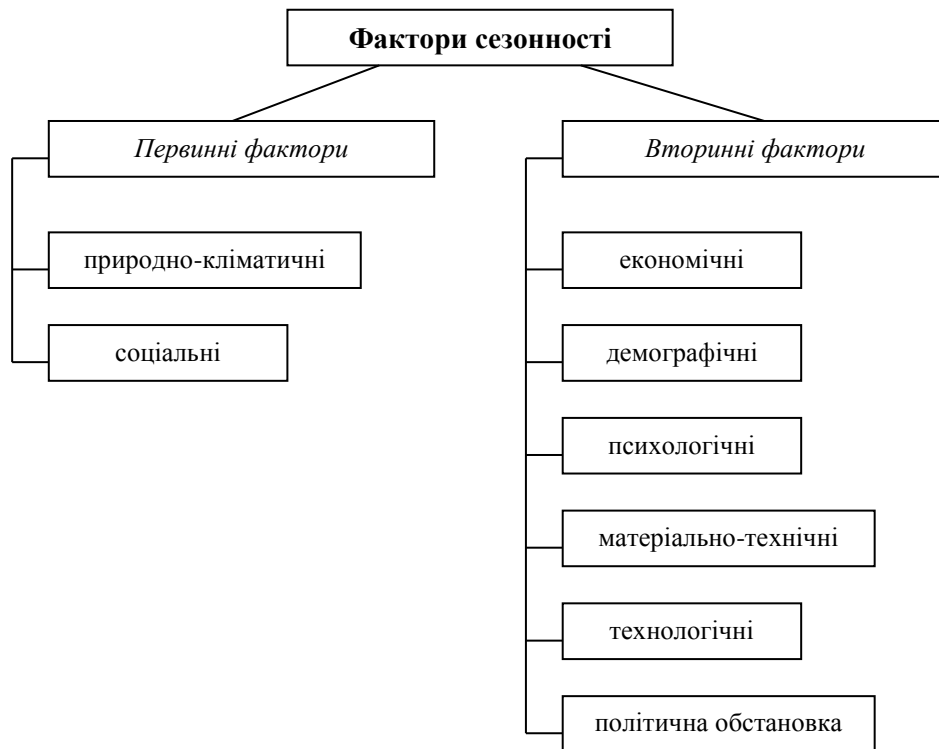 Фактори сезонності
Первинні фактори
природно-кліматичні
соціальні
Вторинні фактори
економічні
демографічні
психологічні
матеріально-технічні
технологічні
політична обстановка